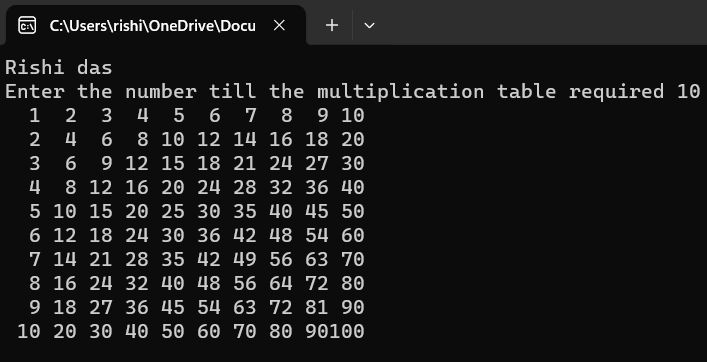 C:\Users\rishi\OneDrive\Docu
Rishi das
Enter the number till the multiplication table required 10
  1  2  3  4  5  6  7  8  9 10
  2  4  6  8 10 12 14 16 18 20
  3  6  9 12 15 18 21 24 27 30
  4  8 12 16 20 24 28 32 36 40
  5 10 15 20 25 30 35 40 45 50
  6 12 18 24 30 36 42 48 54 60
  7 14 21 28 35 42 49 56 63 70
  8 16 24 32 40 48 56 64 72 80
  9 18 27 36 45 54 63 72 81 90
 10 20 30 40 50 60 70 80 90100